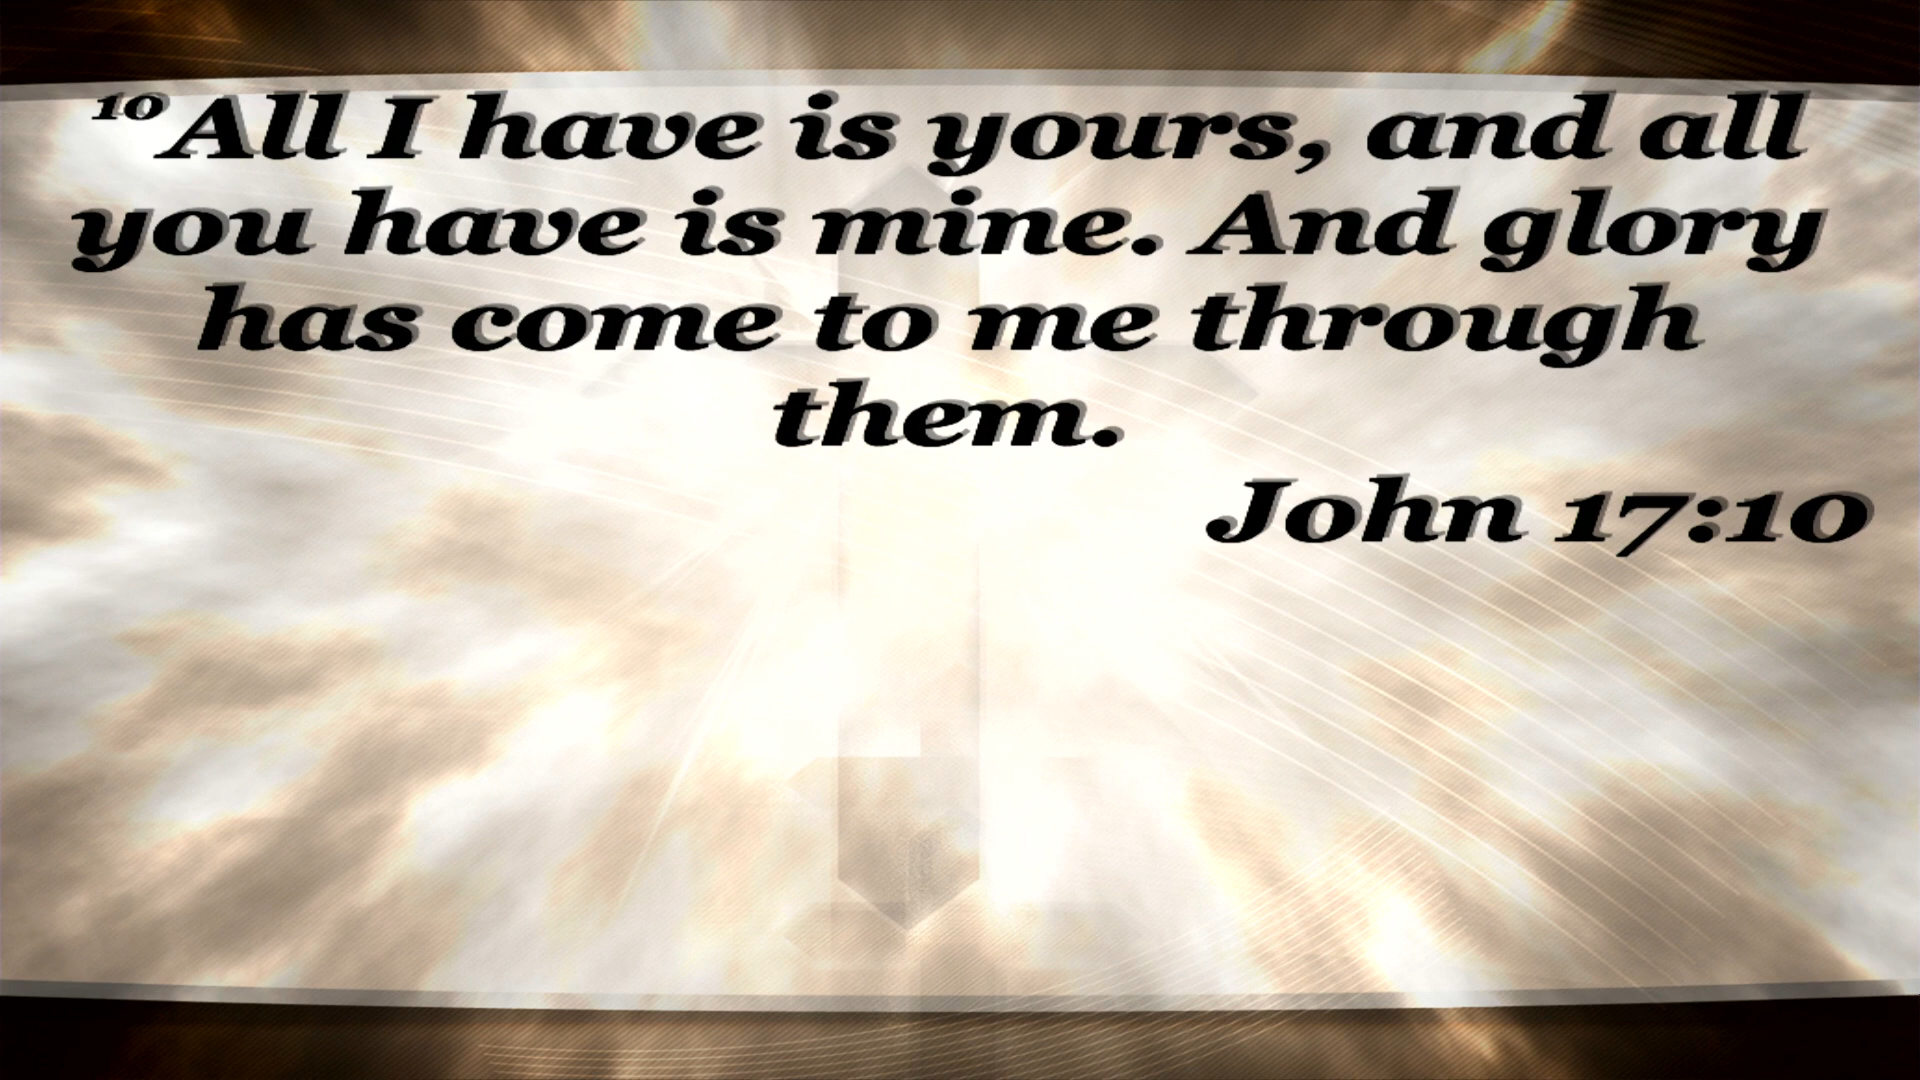 ¹⁰All I have is yours, and all
you have is mine. And glory
has come to me through
them.
John 17:10